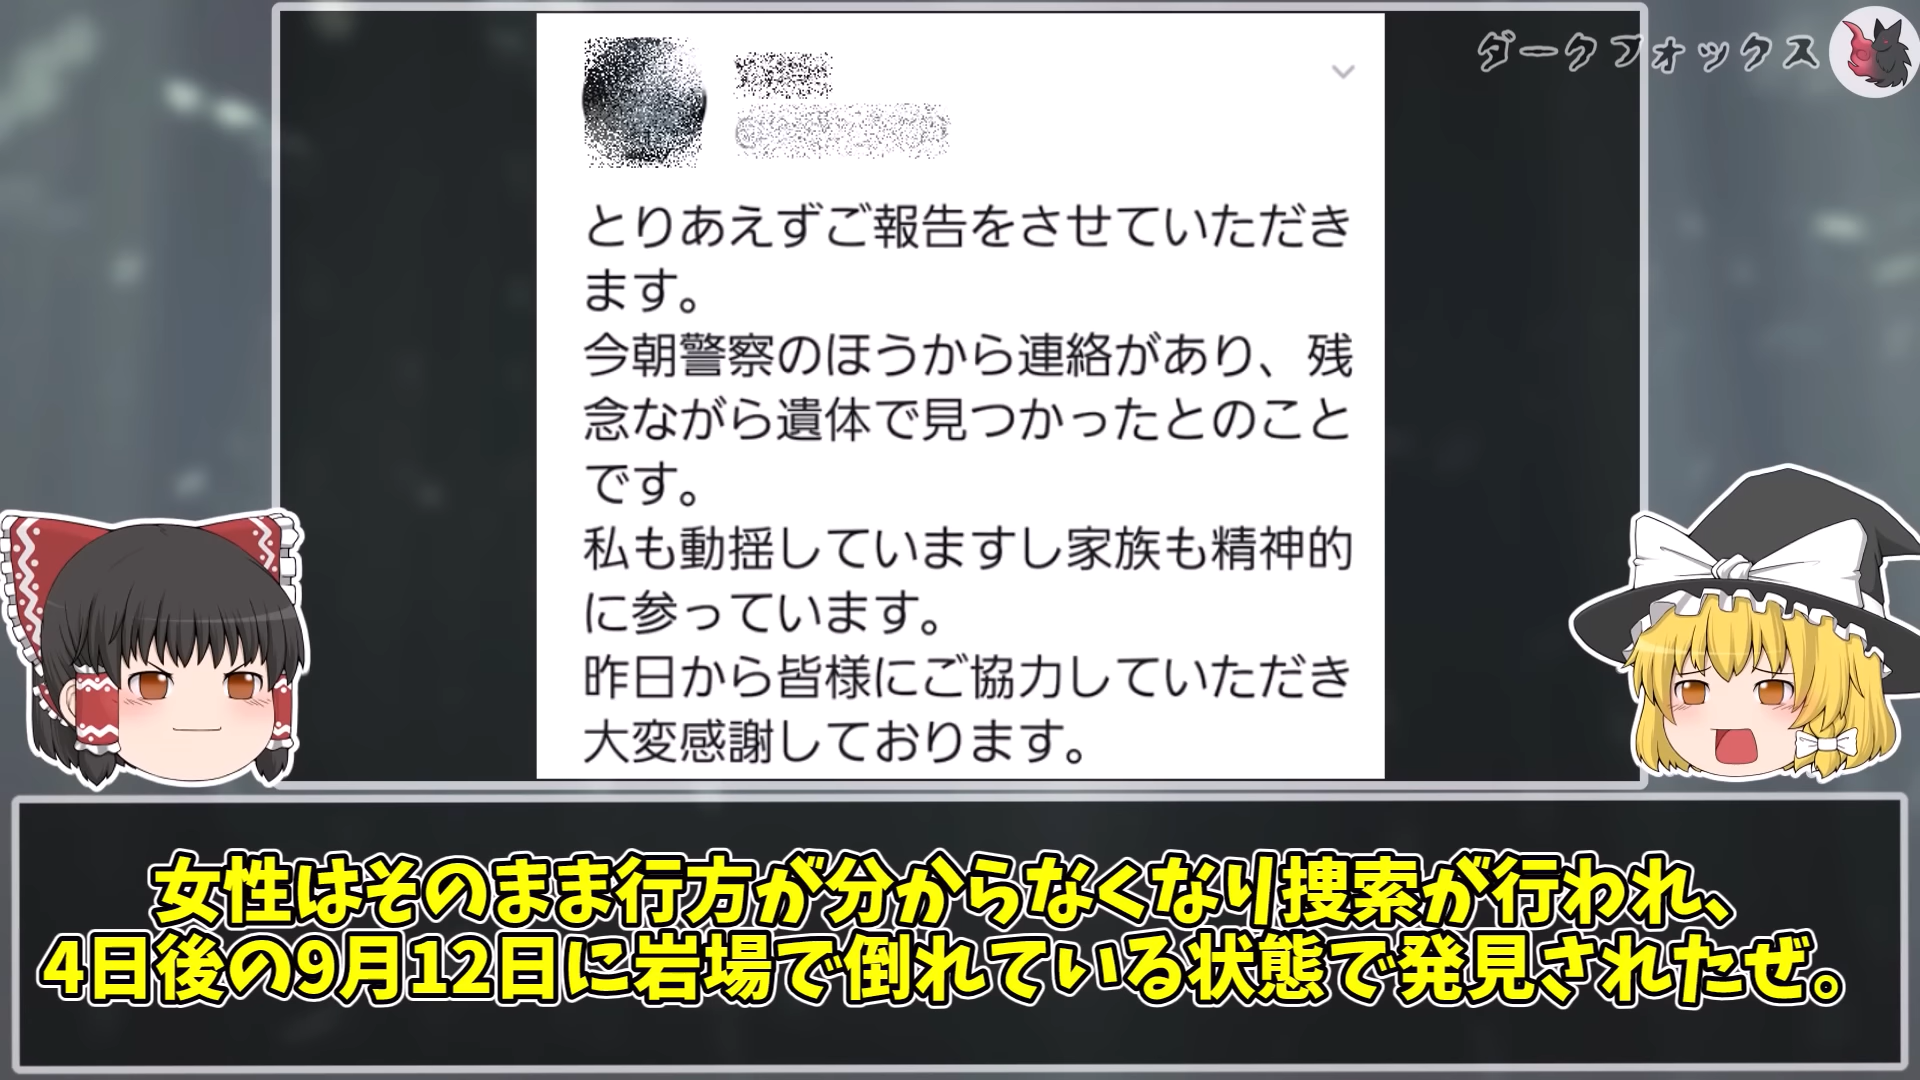 ダークフォックス
とりあえずご報告をさせていただき
ます。
今朝警察のほうから連絡があり、残
念ながら遺体で見つかったとのこと
です。
私も動揺していますし家族も精神的
に参っています。
昨日から皆様にご協力していただき
大変感謝しております。
女性はそのまま行方が分からなくなり捜索が行われ、
4日後の9月12日に岩場で倒れている状態で発見されたぜ。